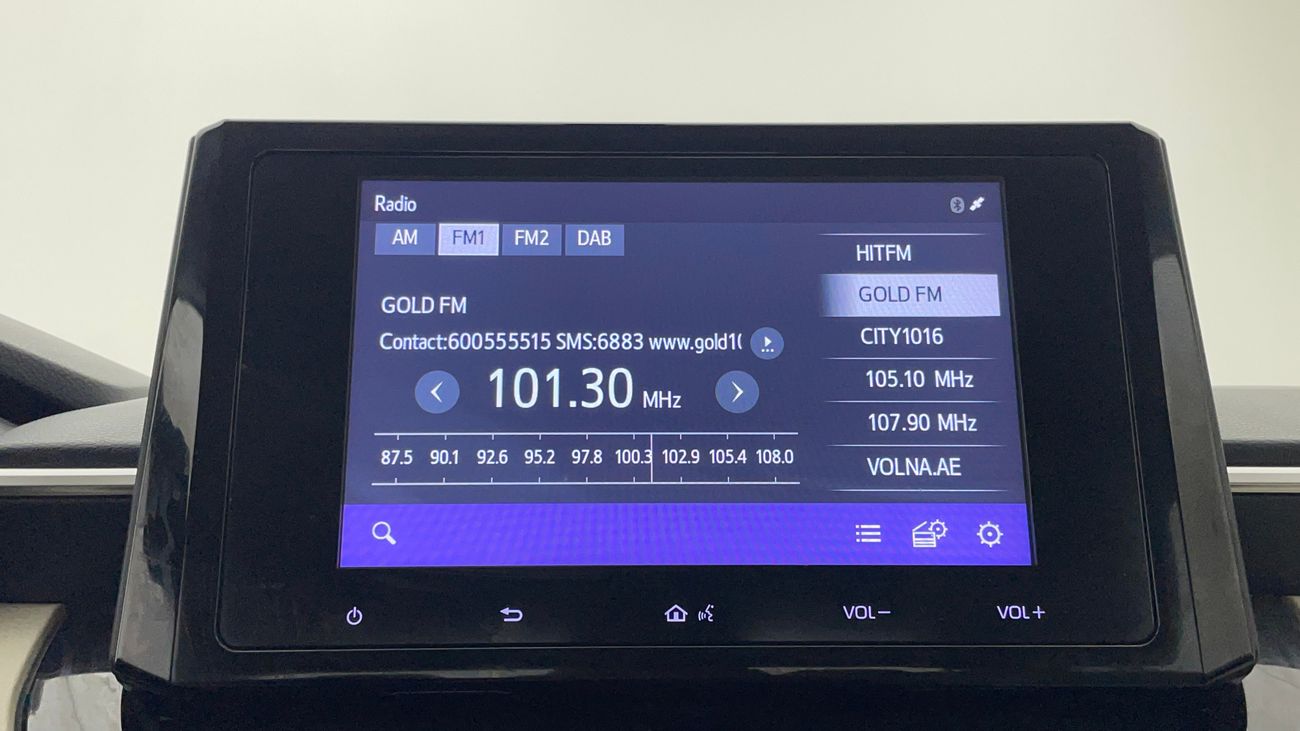 Radio
AM FM1 FM2 DAB
GOLD FM
Contact:600555515 SMS:6883 www.gold10
101.30 MHz
87.5 90.1 92.6 95.2 97.8 100.3 102.9 105.4 108.0
HITFM
GOLD FM
CITY1016
105.10 MHz
107.90 MHz
VOLNA.AE
VOL− VOL+